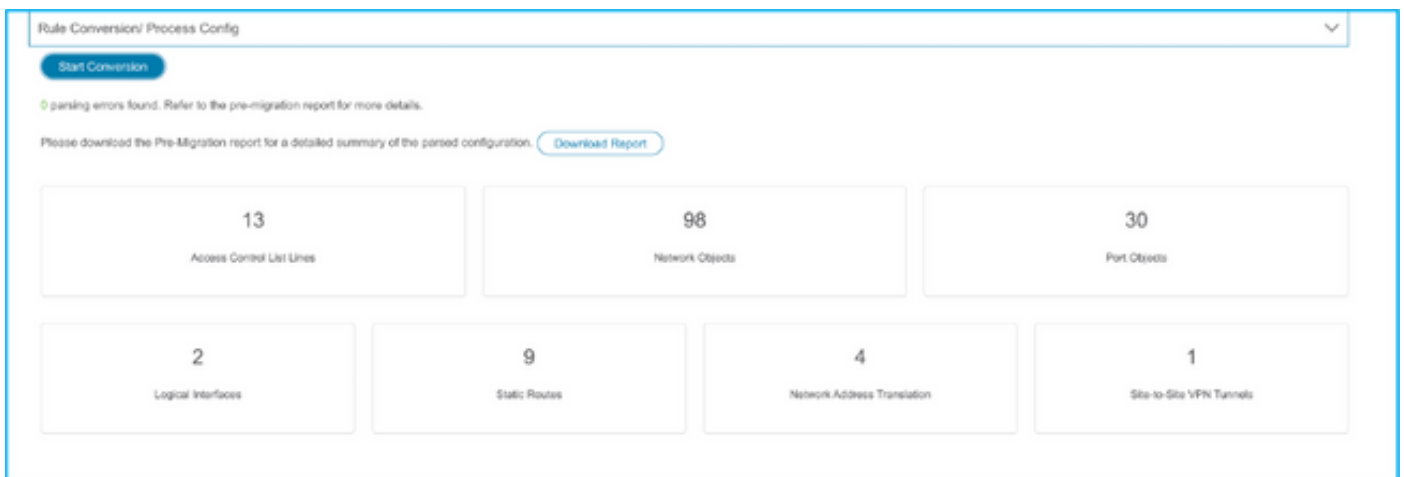 Rule Conversion/ Process Config
Start Conversion
0 parsing errors found. Refer to the pre-migration report for more details.
Please download the Pre-Migration report for a detailed summary of the parsed configuration. Download Report
13
Access Control List Lines
98
Network Objects
30
Port Objects
2
Logical Interfaces
9
Static Routes
4
Network Address Translation
1
Site-to-Site VPN Tunnels